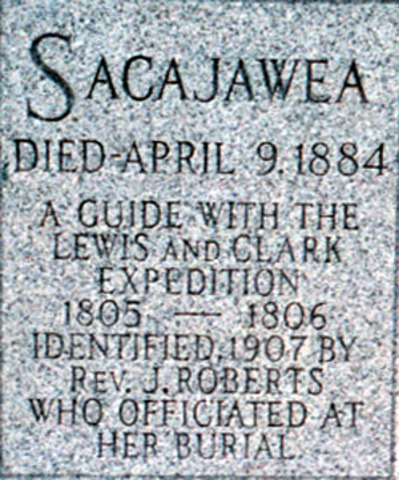 SACAJAWEA
DIED-APRIL 9.1884
A GUIDE WITH THE
LEWIS AND CLARK
EXPEDITION
1805 — 1806
IDENTIFIED, 1907 BY
REV. J. ROBERTS
WHO OFFICIATED AT
HER BURIAL.